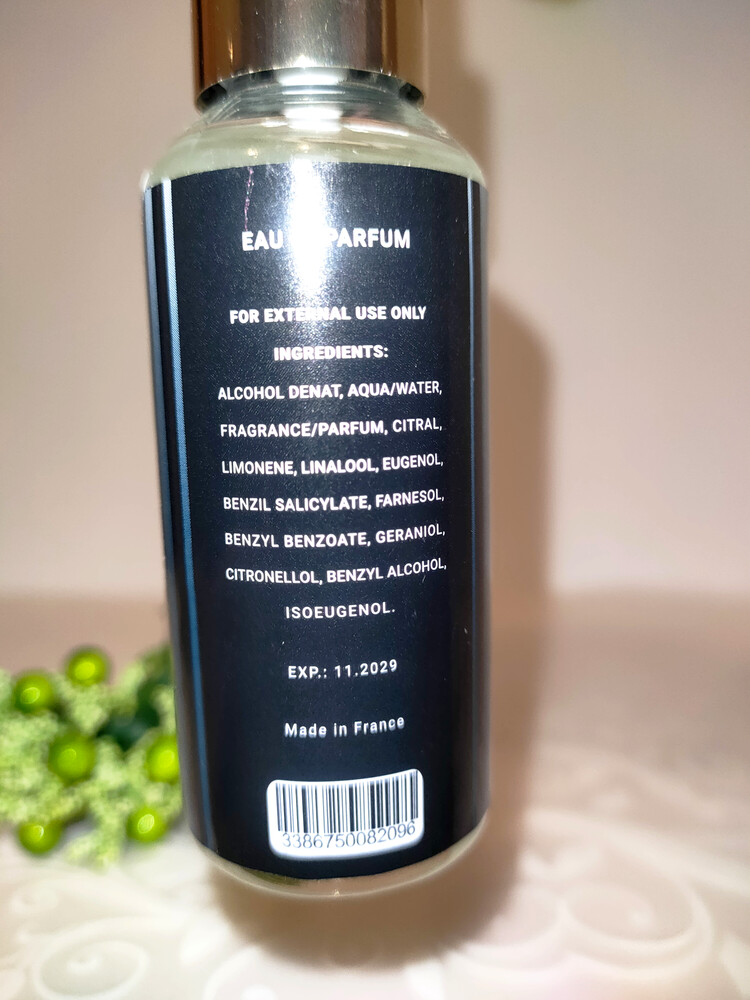 EAU PARFUM
FOR EXTERNAL USE ONLY
INGREDIENTS:
ALCOHOL DENAT, AQUA/WATER,
FRAGRANCE/PARFUM, CITRAL,
LIMONENE, LINALOOL, EUGENOL,
BENZIL SALICYLATE, FARNESOL,
BENZYL BENZOATE, GERANIOL,
CITRONELLOL, BENZYL ALCOHOL,
ISOEUGENOL.
EXP.: 11.2029
Made in France
3386750082096